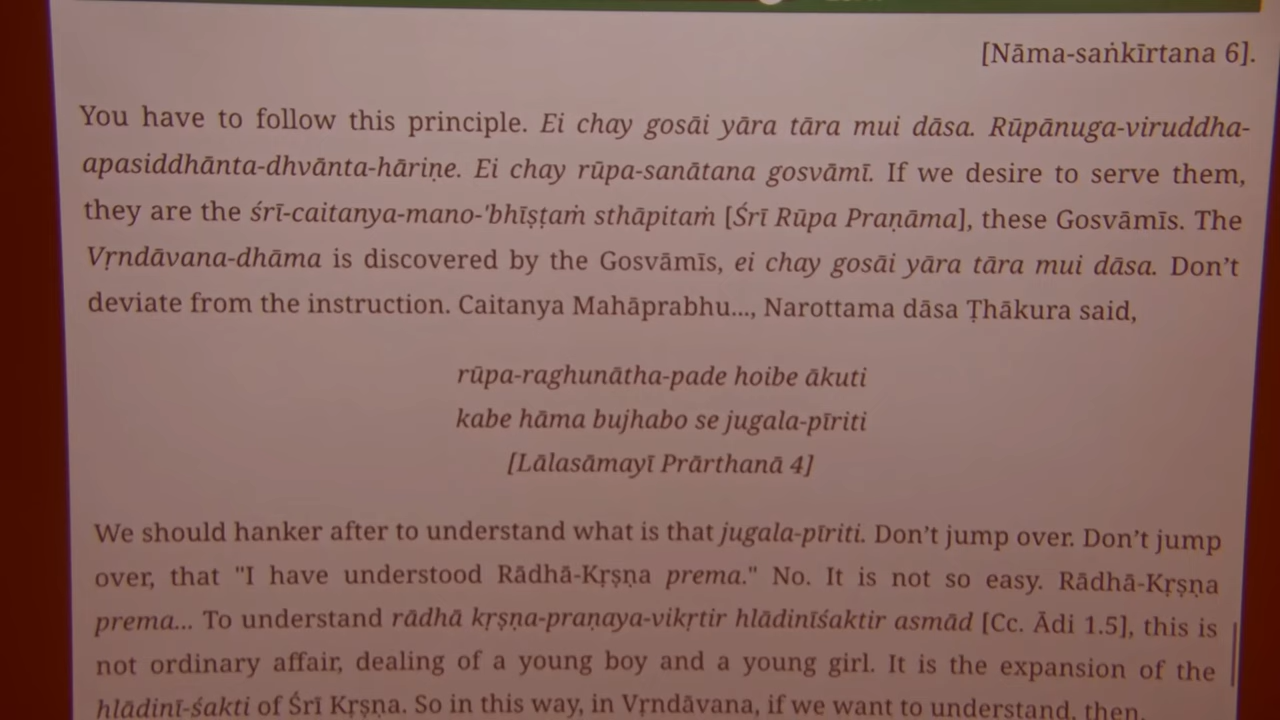 [Nāma-saṅkīrtana 6].
You have to follow this principle. Ei chay gosāi yāra tāra mui dāsa. Rūpānuga-viruddha-
apasiddhānta-dhvānta-hāriṇe. Ei chay rūpa-sanātana gosvāmī. If we desire to serve them,
they are the śrī-caitanya-mano-'bhīṣṭaṁ sthāpitaṁ [Śrī Rūpa Praṇāma], these Gosvāmīs. The
Vṛndāvana-dhāma is discovered by the Gosvāmīs, ei chay gosāi yāra tāra mui dāsa. Don’t
deviate from the instruction. Caitanya Mahāprabhu..., Narottama dāsa Ṭhākura said,
rūpa-raghunātha-pade hoibe ākuti
kabe hāma bujhabo se jugala-pīriti
[Lālasāmayī Prārthanā 4]
We should hanker after to understand what is that jugala-pīriti. Don’t jump over. Don’t jump
over, that "I have understood Rādhā-Kṛṣṇa prema." No. It is not so easy. Rādhā-Kṛṣṇa
prema... To understand rādhā kṛṣṇa-praṇaya-vikṛtir hlādinīśaktir asmād [Cc. Ādi 1.5], this is
not ordinary affair, dealing of a young boy and a young girl. It is the expansion of the
hlādinī-śakti of Śrī Kṛṣṇa. So in this way, in Vṛndāvana, if we want to understand, then,